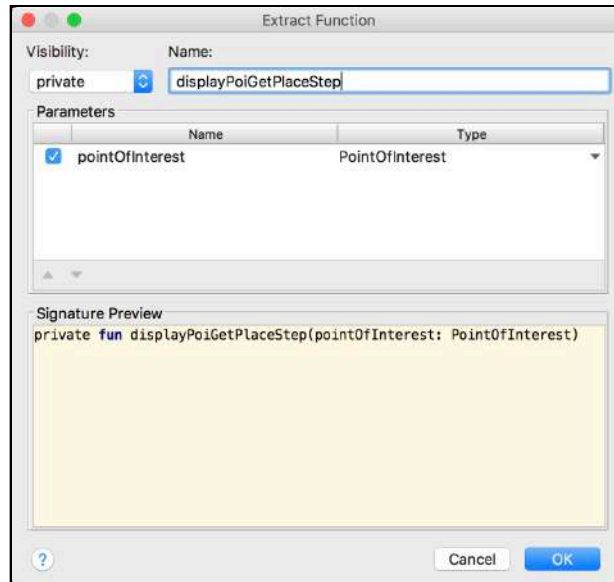 Extract Function
Visibility:
Name:
private
displayPoiGetPlaceStep
Parameters
Name
Type
pointOfInterest
PointOfInterest
Signature Preview
private fun displayPoiGetPlaceStep(pointOfInterest: PointOfInterest)
?
Cancel
OK